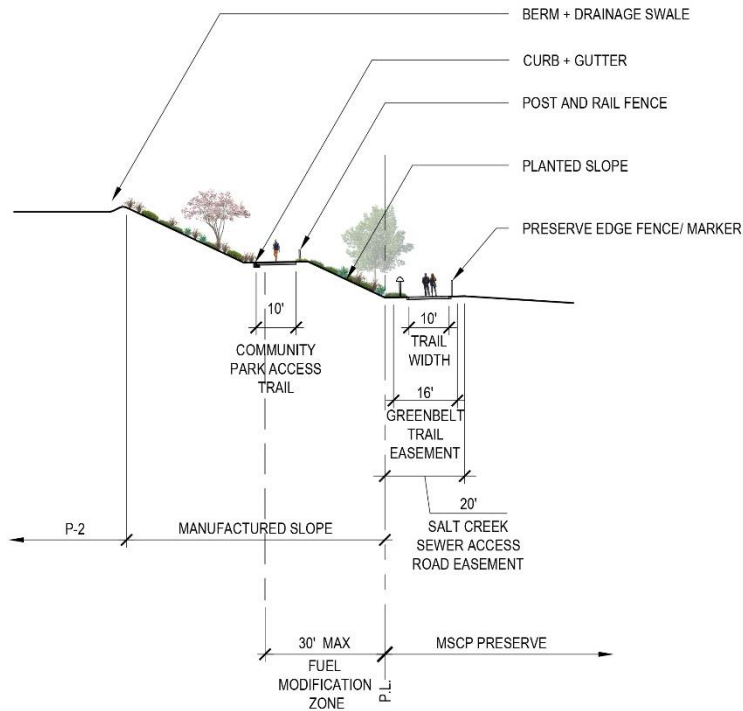 BERM + DRAINAGE SWALE
CURB + GUTTER
POST AND RAIL FENCE
PLANTED SLOPE
PRESERVE EDGE FENCE/ MARKER
10'
COMMUNITY
PARK ACCESS
TRAIL
10'
TRAIL
WIDTH
16'
GREENBELT
TRAIL
EASEMENT
20'
SALT CREEK
SEWER ACCESS
ROAD EASEMENT
P-2
MANUFACTURED SLOPE
30' MAX
FUEL
MODIFICATION
ZONE
P.L.
MSCP PRESERVE